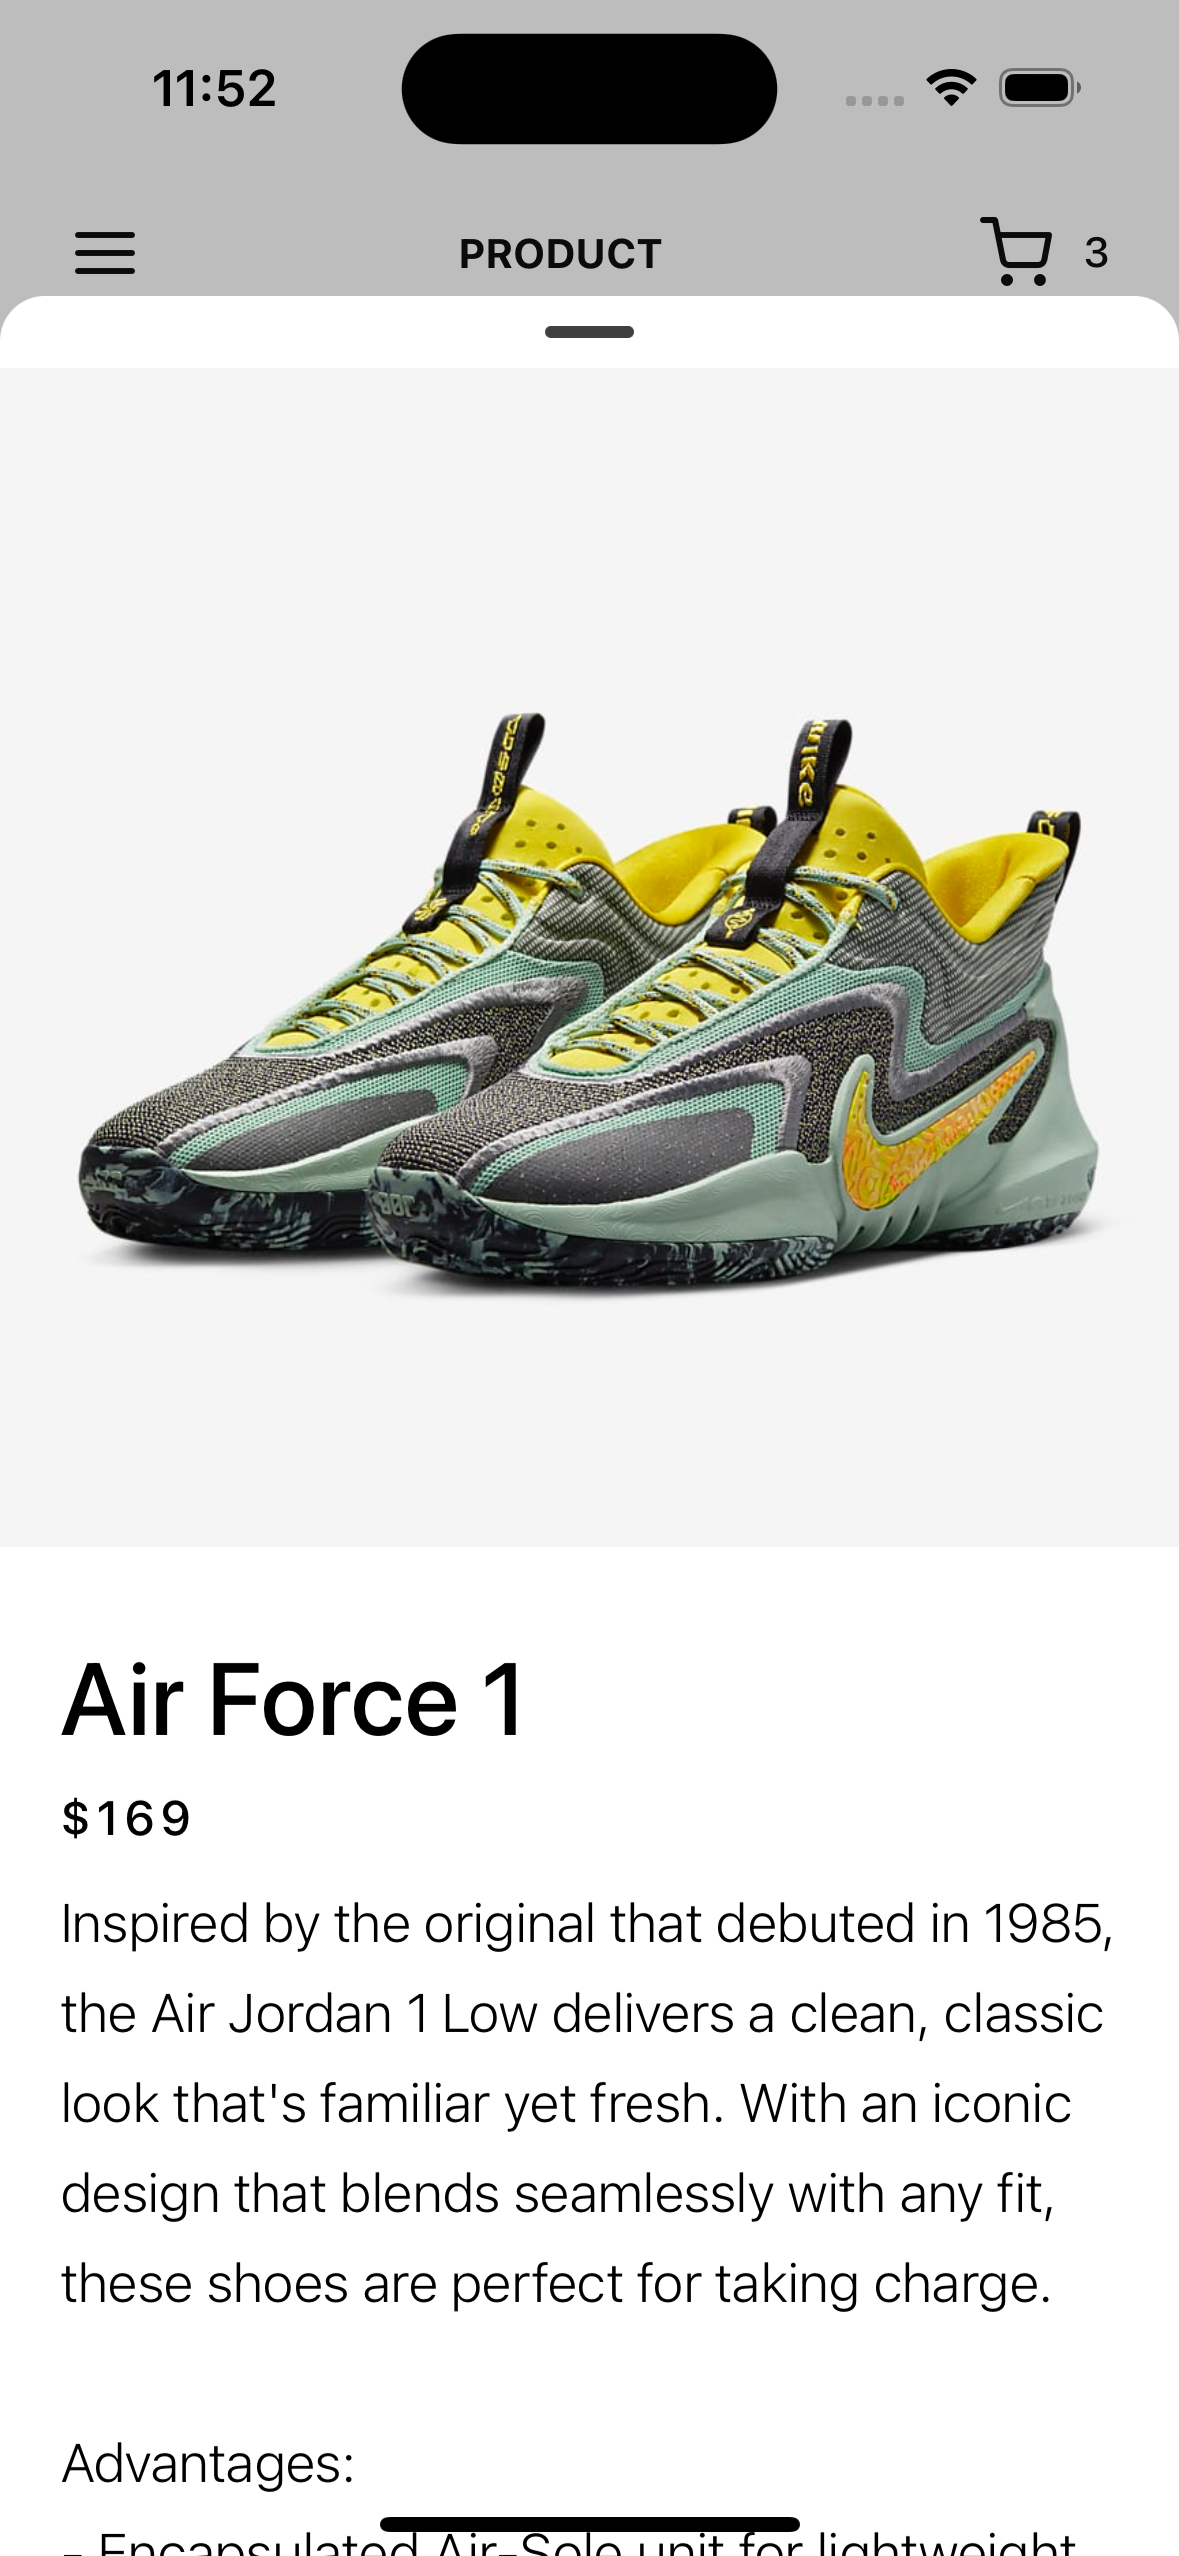 11:52
PRODUCT
3
Air Force 1
$169
Inspired by the original that debuted in 1985,
the Air Jordan 1 Low delivers a clean, classic
look that's familiar yet fresh. With an iconic
design that blends seamlessly with any fit,
these shoes are perfect for taking charge.
Advantages:
- Encapsulated Air-Sole unit for lightweight